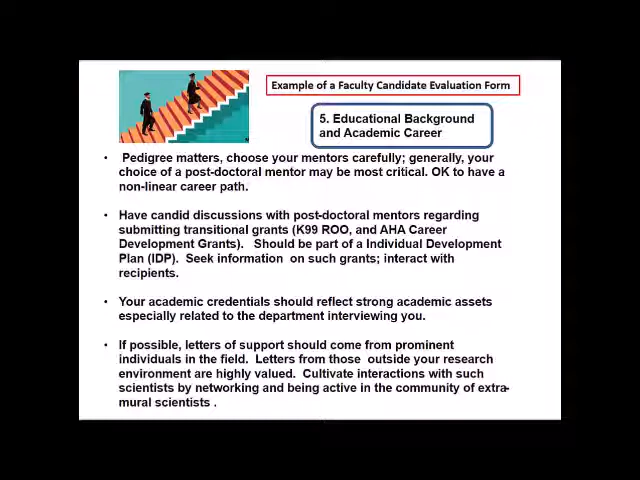 Example of a Faculty Candidate Evaluation Form
5. Educational Background
and Academic Career
• Pedigree matters, choose your mentors carefully; generally, your
choice of a post-doctoral mentor may be most critical. OK to have a
non-linear career path.
• Have candid discussions with post-doctoral mentors regarding
submitting transitional grants (K99 ROO, and AHA Career
Development Grants). Should be part of a Individual Development
Plan (IDP). Seek information on such grants; interact with
recipients.
• Your academic credentials should reflect strong academic assets
especially related to the department interviewing you.
• If possible, letters of support should come from prominent
individuals in the field. Letters from those outside your research
environment are highly valued. Cultivate interactions with such
scientists by networking and being active in the community of extra-
mural scientists .